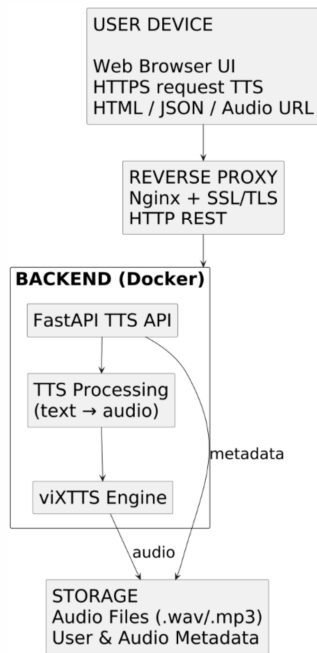 USER DEVICE
Web Browser UI
HTTPS request TTS
HTML / JSON / Audio URL
REVERSE PROXY
Nginx + SSL/TLS
HTTP REST
BACKEND (Docker)
FastAPI TTS API
TTS Processing
(text → audio)
metadata
viXTTS Engine
audio
STORAGE
Audio Files (.wav/.mp3)
User & Audio Metadata